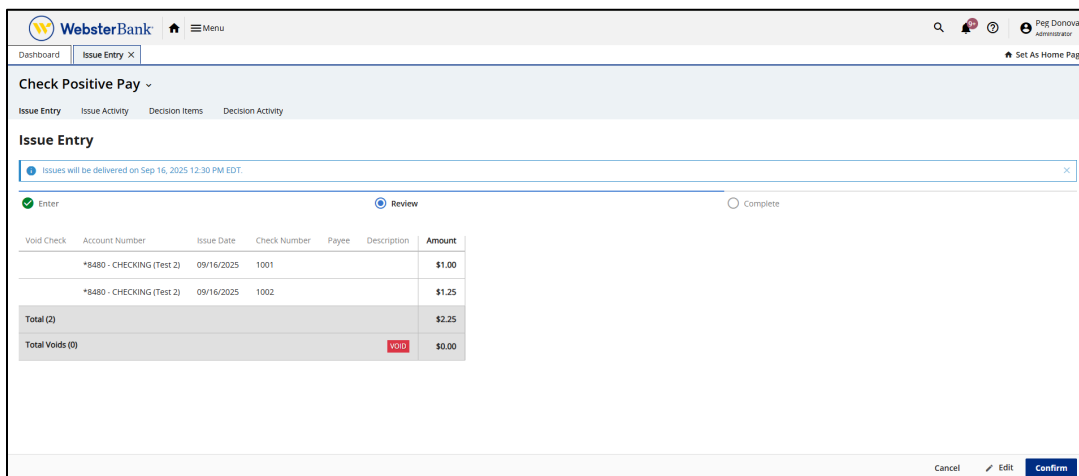 WebsterBank Menu 9+ Peg Donova
Administrator
Dashboard Issue Entry Set As Home Pag
Check Positive Pay
Issue Entry Issue Activity Decision Items Decision Activity
Issue Entry
Issues will be delivered on Sep 16, 2025 12:30 PM EDT.
Enter Review Complete
Void Check Account Number Issue Date Check Number Payee Description Amount
*8480 - CHECKING (Test 2) 09/16/2025 1001 $1.00
*8480 - CHECKING (Test 2) 09/16/2025 1002 $1.25
Total (2) $2.25
Total Voids (0) VOID $0.00
Cancel Edit Confirm